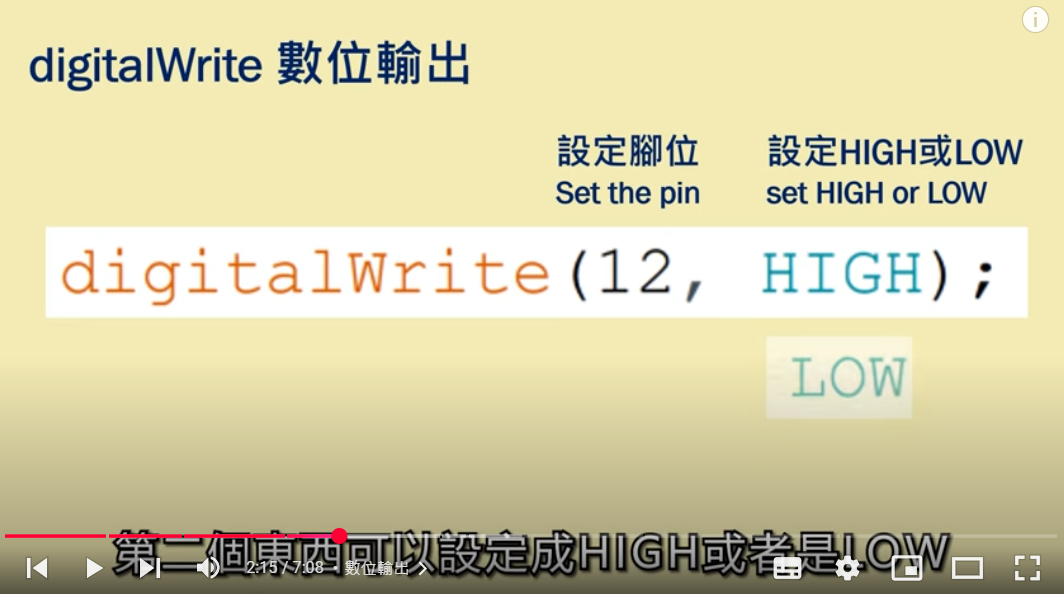 digitalWrite 數位輸出
設定腳位 設定HIGH或LOW
Set the pin set HIGH or LOW
digitalWrite(12, HIGH);
LOW
第二個東西可以設定成HIGH或者是LOW
2:15 / 7:08 • 數位輸出